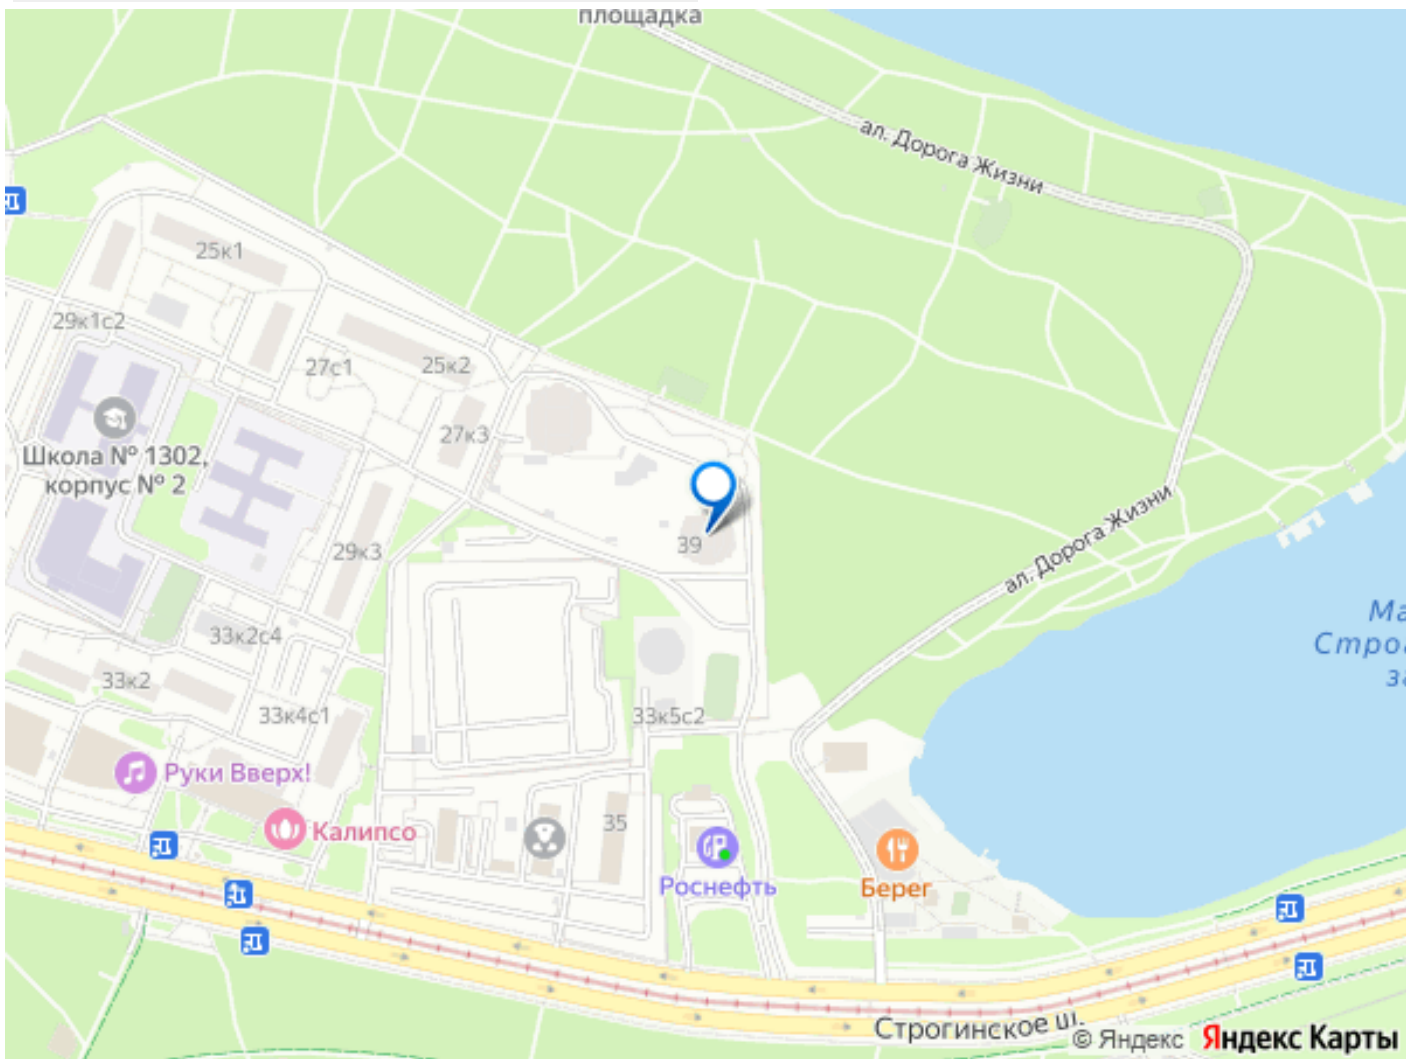 площадка
ал. Дорога Жизни
25к1
29к1с2
27с1
25к2
27к3
Школа № 1302,
корпус № 2
39
29к3
ал. Дорога Жизни
33к2с4
33к2
33к4с1
33к5с2
Руки Вверх!
Калипсо
35
Роснефть
Берег
Строгинское ш.
© Яндекс Яндекс Карты